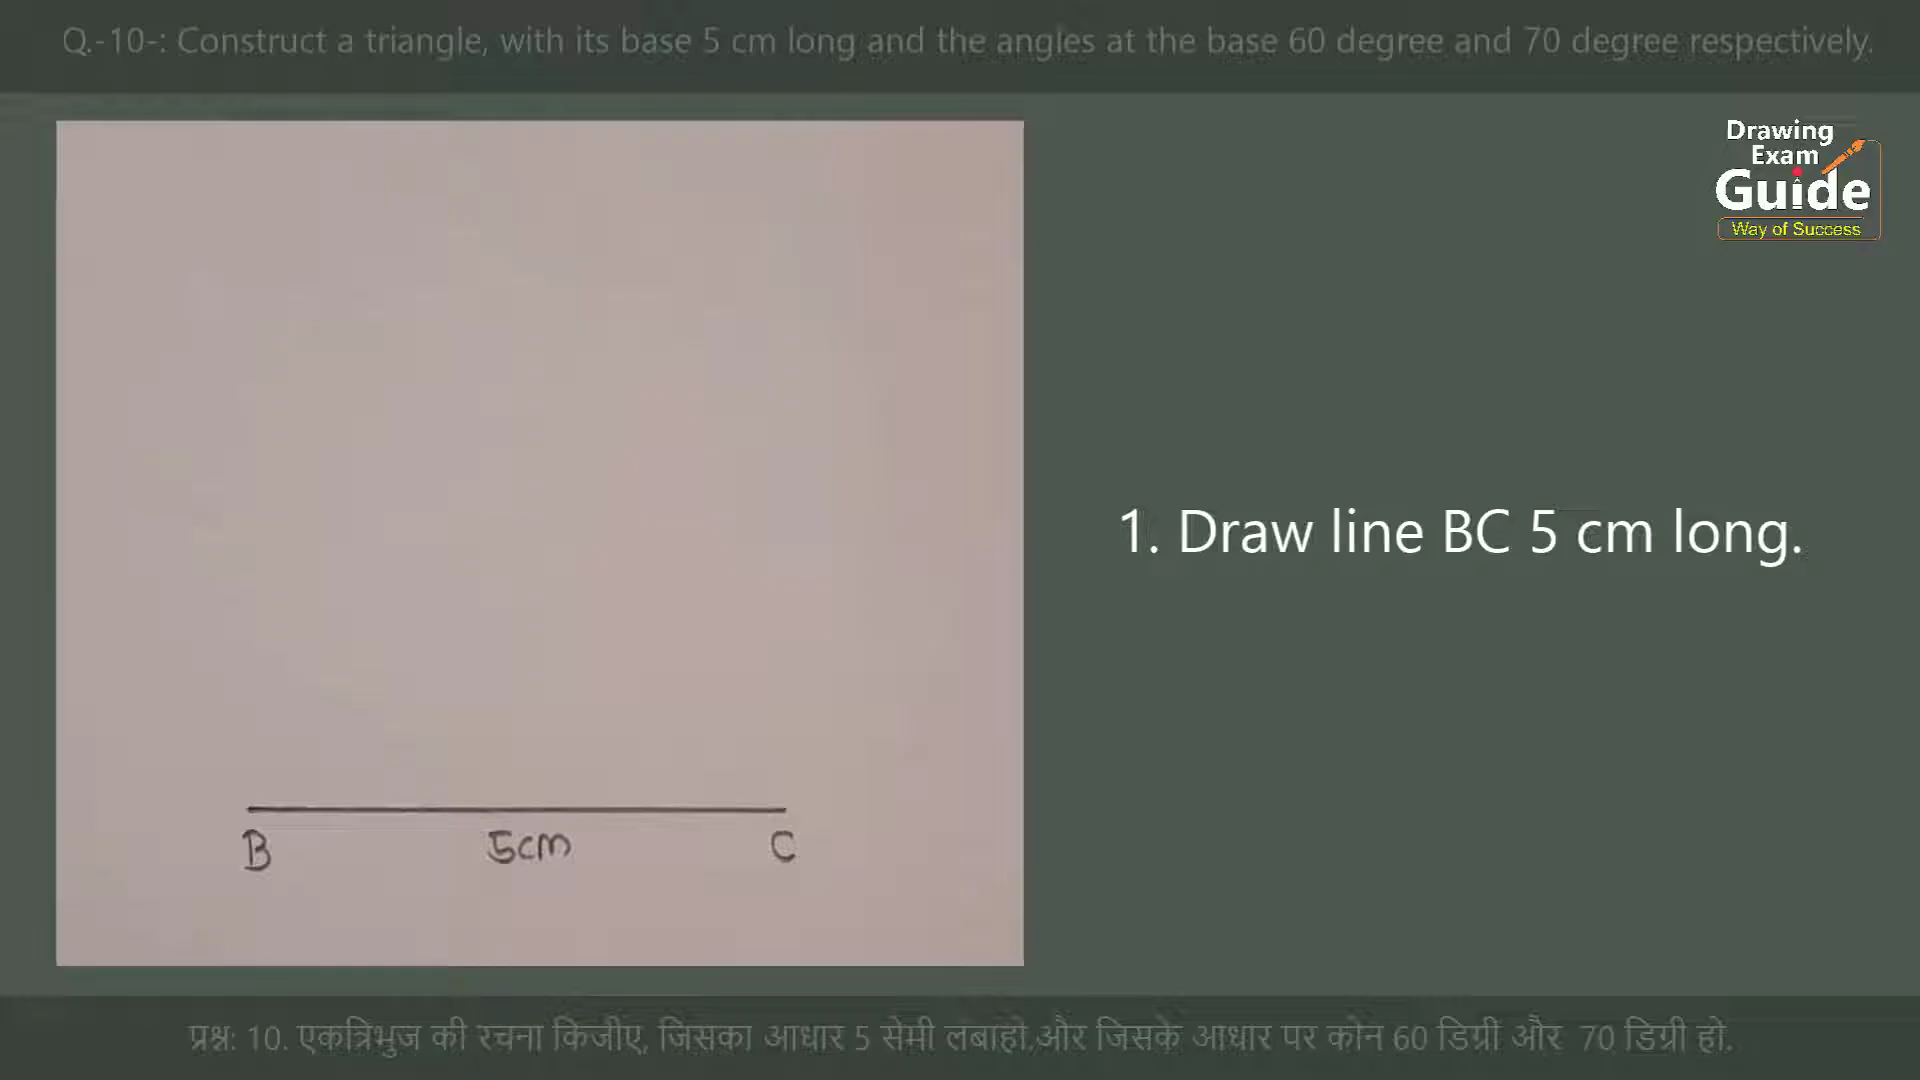 Q.-10-: Construct a triangle, with its base 5 cm long and the angles at the base 60 degree and 70 degree respectively.
Drawing
Exam
Guide
Way of Success
1. Draw line BC 5 cm long.
B 5cm C
प्रश्न: 10. एकत्रिभुज की रचना किजीए, जिसका आधार 5 सेमी लंबाहो.और जिसके आधार पर कोन 60 डिग्री और 70 डिग्री हो.